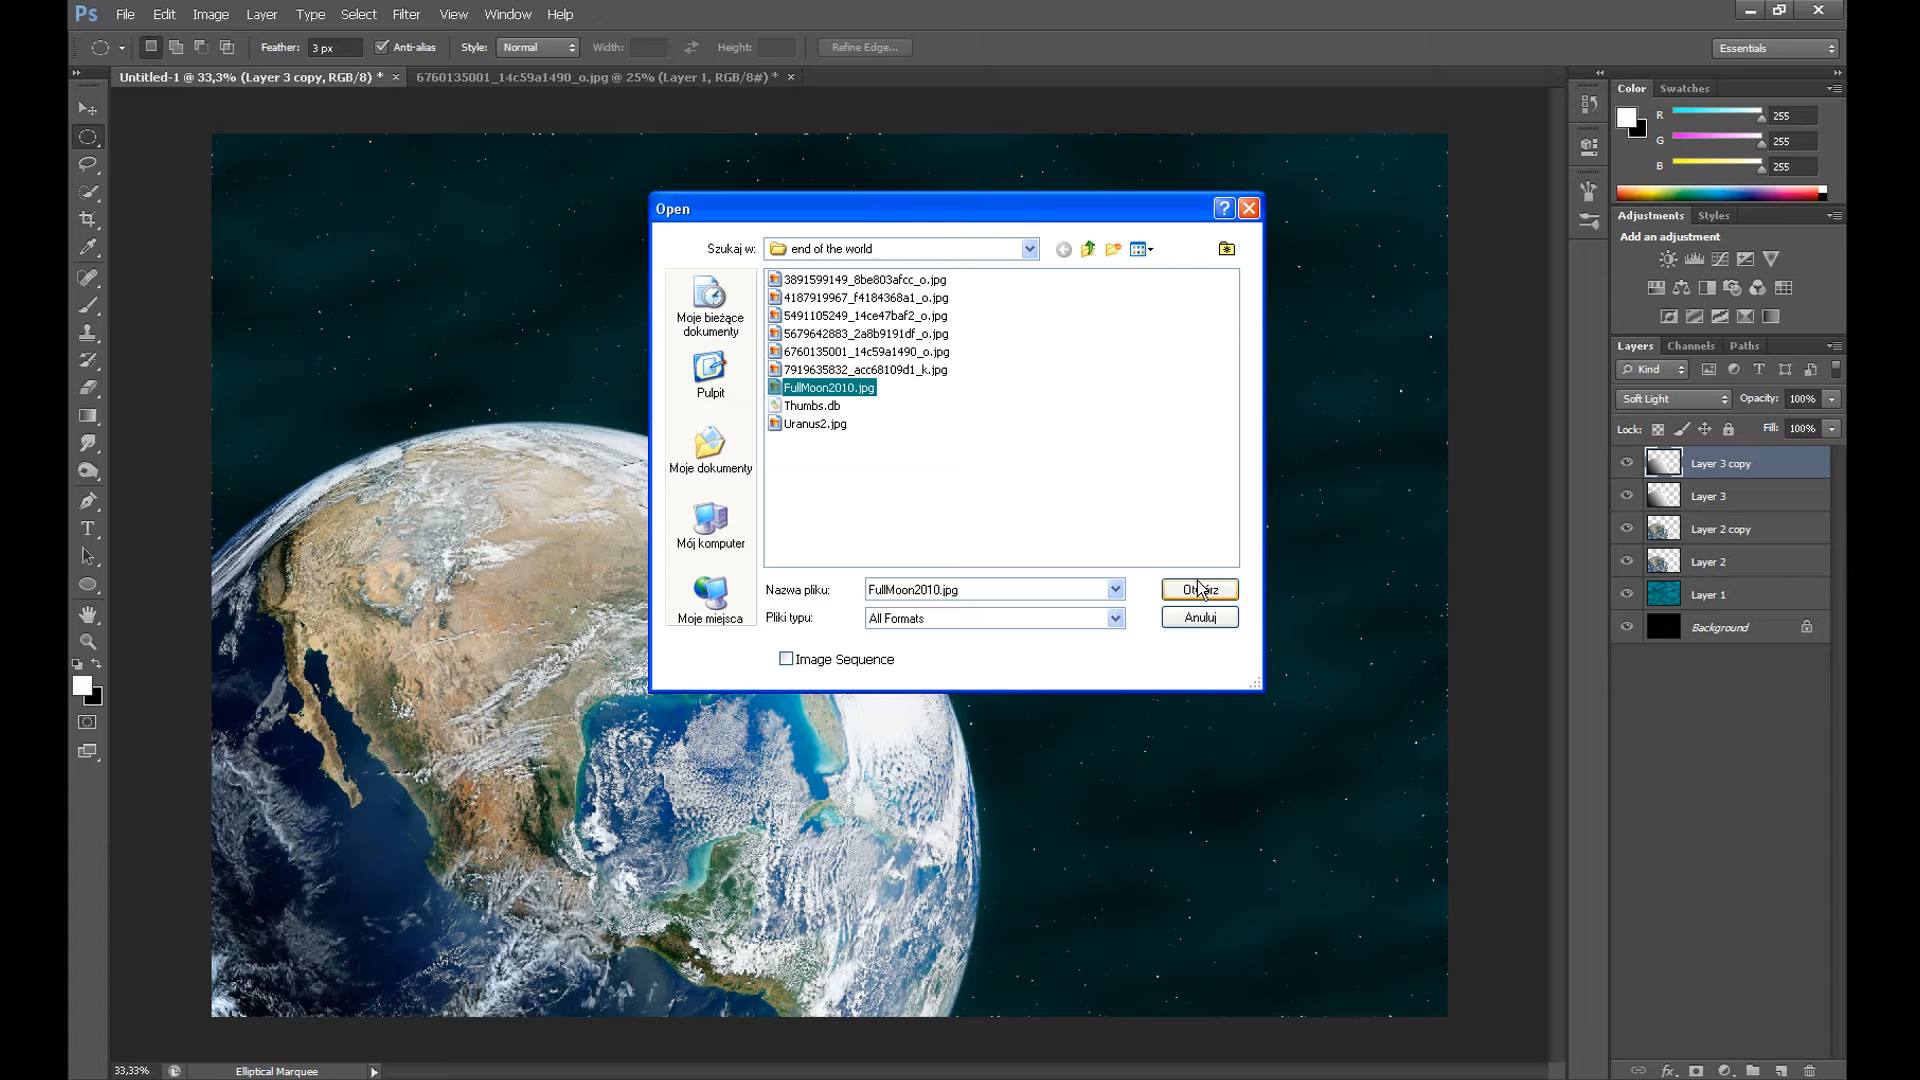 Ps File Edit Image Layer Type Select Filter View Window Help
Feather: 3 px Anti-alias Style: Normal Width: Height: Refine Edge... Essentials
Untitled-1 @ 33,3% (Layer 3 copy, RGB/8) * × 6760135001_14c59a1490_o.jpg @ 25% (Layer 1, RGB/8#) * ×
Color Swatches
R 255
G 255
B 255
Adjustments Styles
Add an adjustment
Layers Channels Paths
Kind
Soft Light Opacity: 100%
Lock: Fill: 100%
Layer 3 copy
Layer 3
Layer 2 copy
Layer 2
Layer 1
Background
Open
Szukaj w: end of the world
Moje bieżące
dokumenty
Pulpit
Moje dokumenty
Mój komputer
Moje miejsca
3891599149_8be803afcc_o.jpg
4187919967_f4184368a1_o.jpg
5491105249_14ce47baf2_o.jpg
5679642883_2a8b9191df_o.jpg
6760135001_14c59a1490_o.jpg
7919635832_acc68109d1_k.jpg
FullMoon2010.jpg
Thumbs.db
Uranus2.jpg
Nazwa pliku: FullMoon2010.jpg Otwórz
Pliki typu: All Formats Anuluj
Image Sequence
33,33% Elliptical Marquee